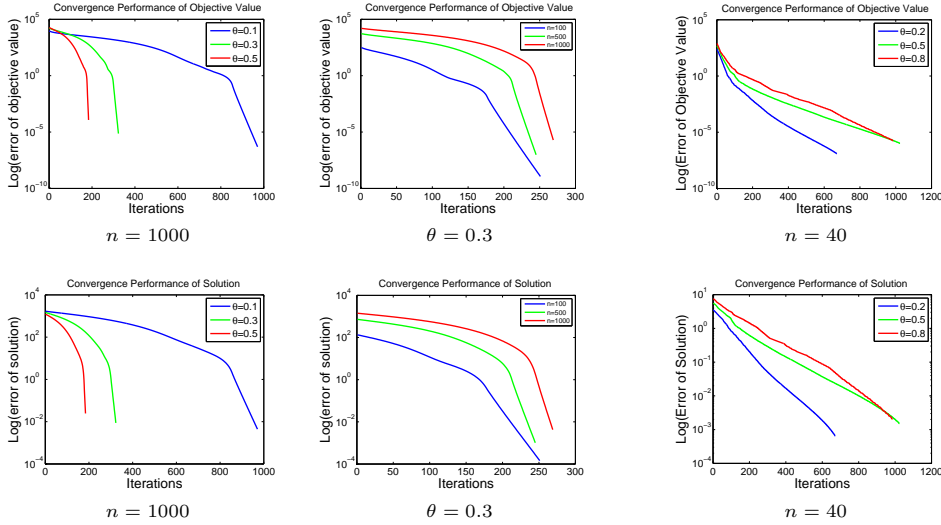 Convergence Performance of Objective Value
Log(error of objective value)
10^5
10^0
10^−5
10^−10
θ=0.1
θ=0.3
θ=0.5
0 200 400 600 800 1000
Iterations
n = 1000
Convergence Performance of Objective Value
Log(error of objective value)
10^5
10^0
10^−5
10^−10
n=100
n=500
n=1000
0 50 100 150 200 250 300
Iterations
θ = 0.3
Convergence Performance of Objective Value
Log(Error of Objective Value)
10^5
10^0
10^−5
10^−10
θ=0.2
θ=0.5
θ=0.8
0 200 400 600 800 1000 1200
Iterations
n = 40
Convergence Performance of Solution
Log(error of solution)
10^4
10^2
10^0
10^−2
10^−4
θ=0.1
θ=0.3
θ=0.5
0 200 400 600 800 1000
Iterations
n = 1000
Convergence Performance of Solution
Log(error of solution)
10^4
10^2
10^0
10^−2
10^−4
n=100
n=500
n=1000
0 50 100 150 200 250 300
Iterations
θ = 0.3
Convergence Performance of Solution
Log(Error of Solution)
10^1
10^0
10^−1
10^−2
10^−3
10^−4
θ=0.2
θ=0.5
θ=0.8
0 200 400 600 800 1000 1200
Iterations
n = 40